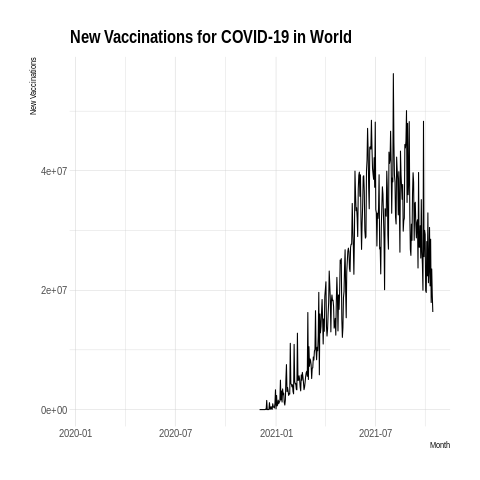 New Vaccinations for COVID-19 in World
New Vaccinations
4e+07
2e+07
0e+00
2020-01
2020-07
2021-01
2021-07
Month